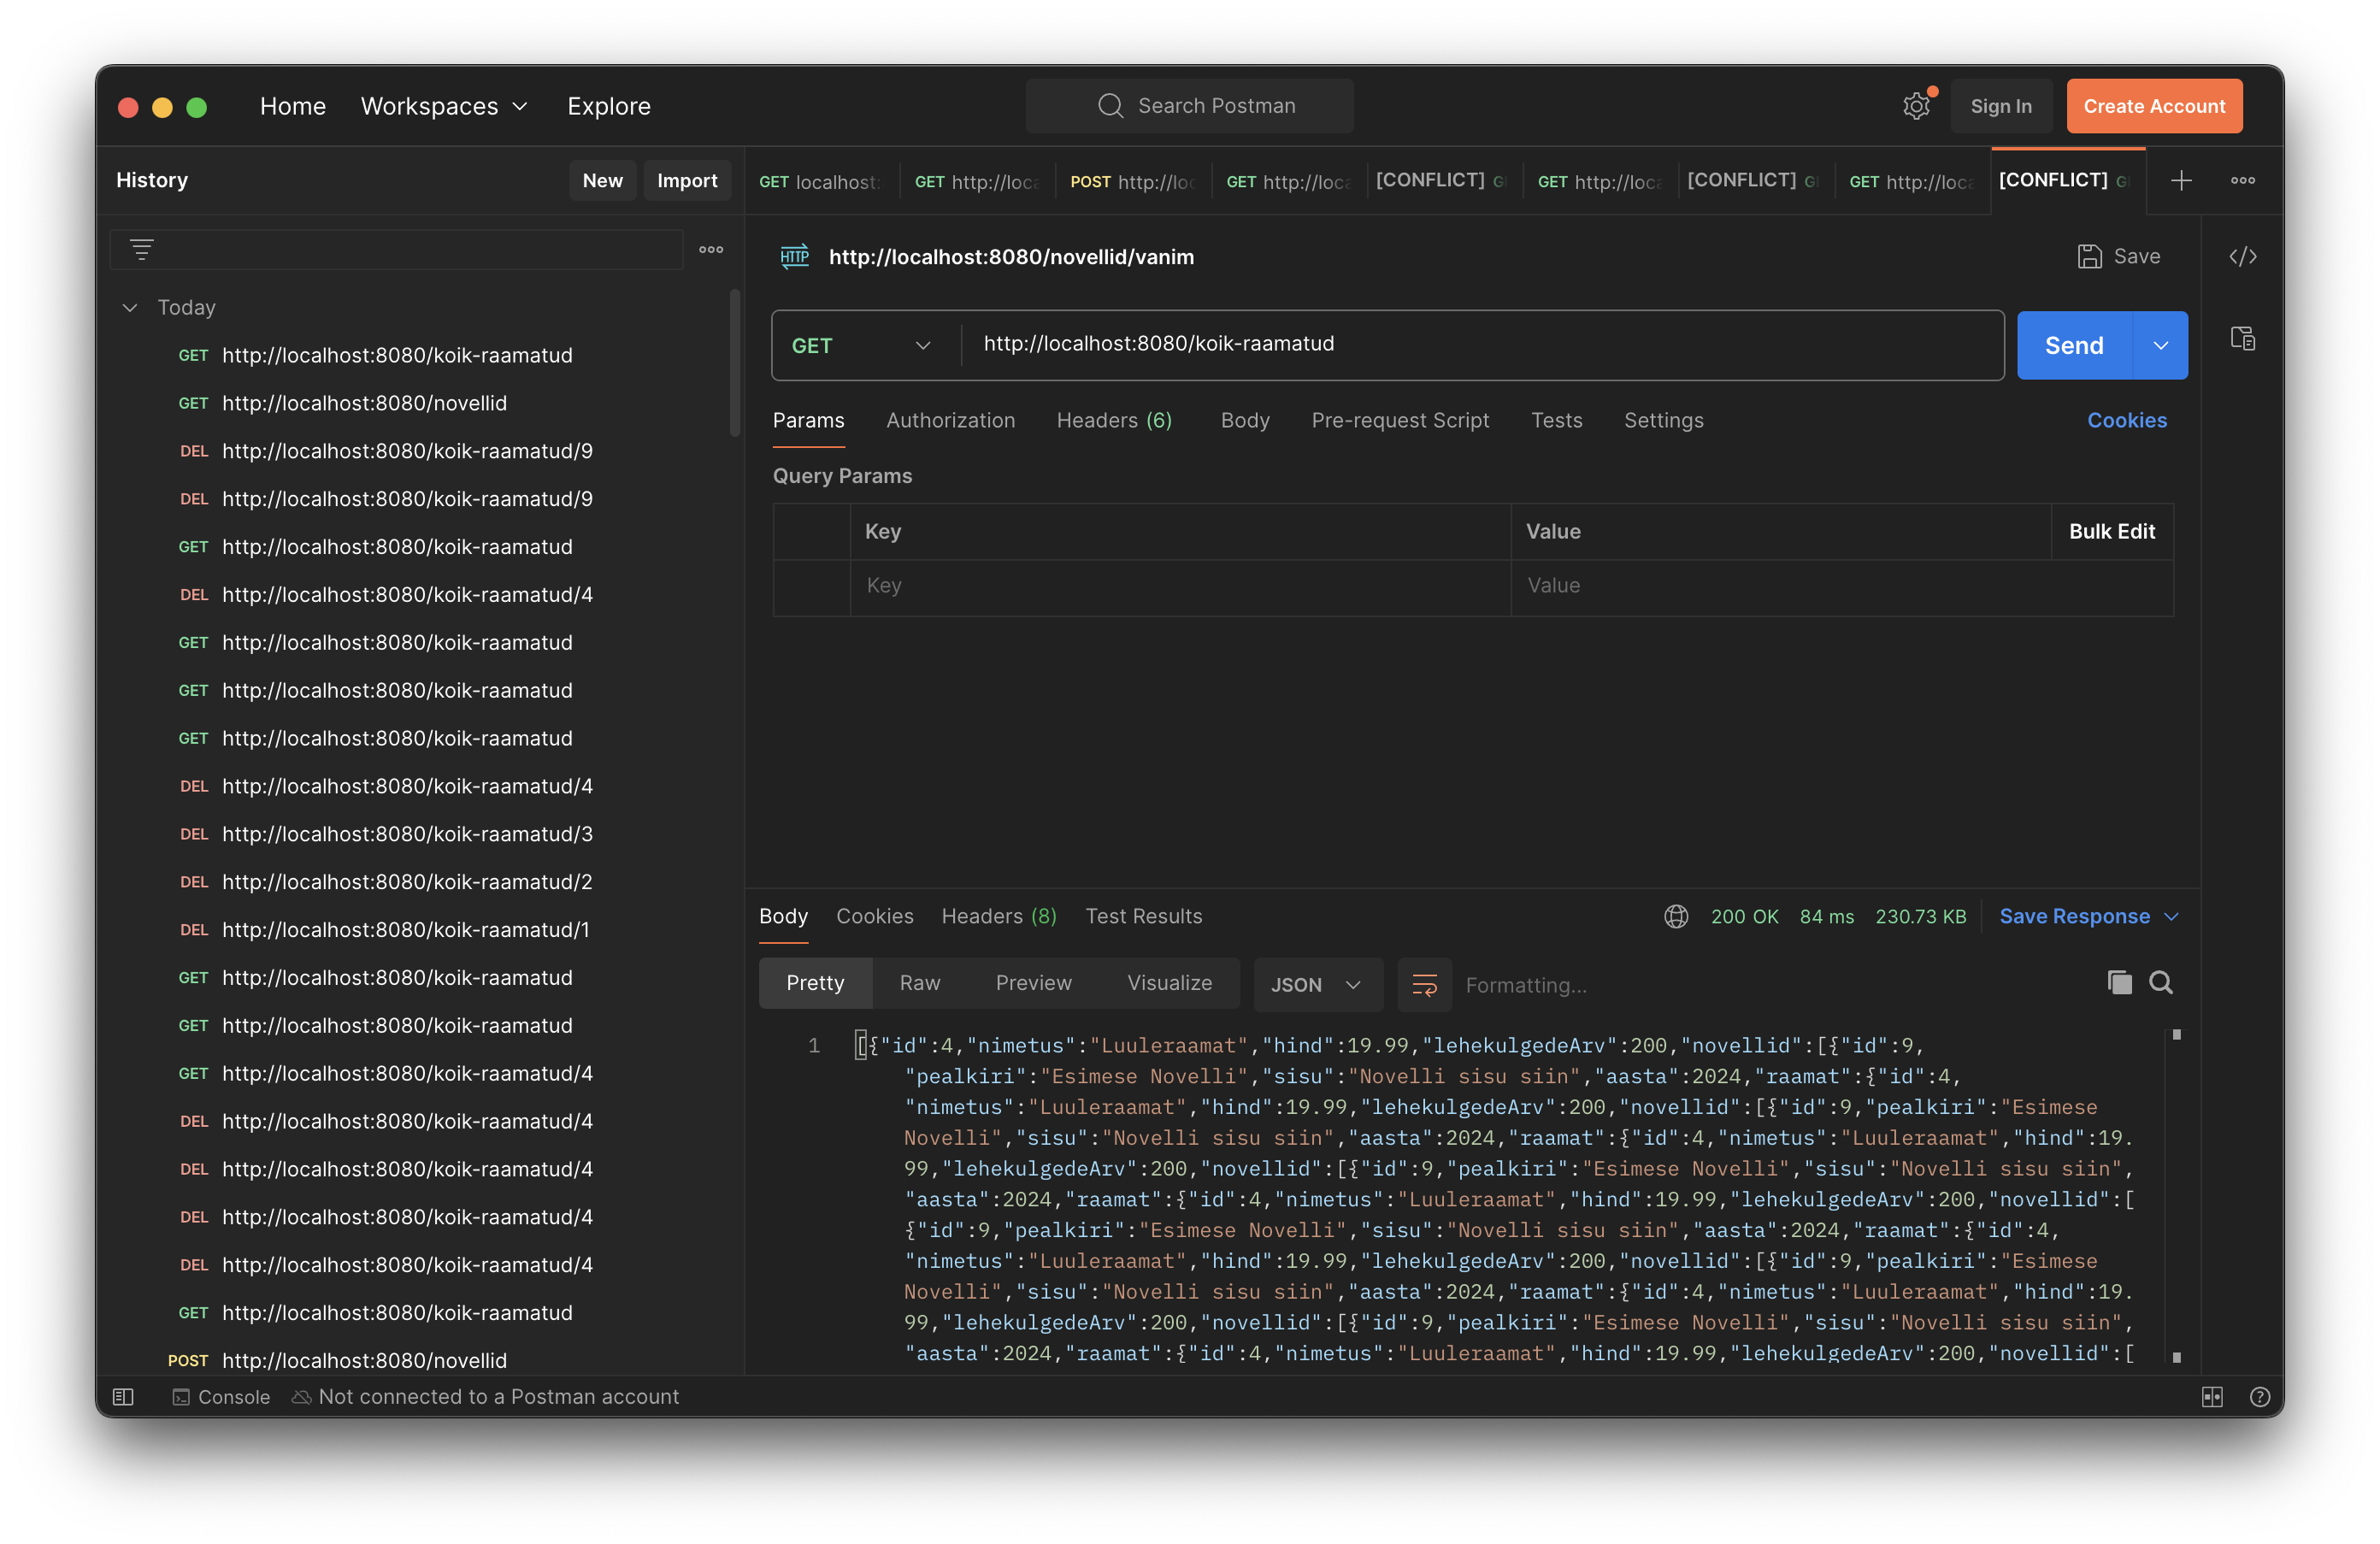 Home Workspaces Explore
Search Postman
Sign In
Create Account
History
New
Import
Today
GET http://localhost:8080/koik-raamatud
GET http://localhost:8080/novellid
DEL http://localhost:8080/koik-raamatud/9
DEL http://localhost:8080/koik-raamatud/9
GET http://localhost:8080/koik-raamatud
DEL http://localhost:8080/koik-raamatud/4
GET http://localhost:8080/koik-raamatud
GET http://localhost:8080/koik-raamatud
GET http://localhost:8080/koik-raamatud
DEL http://localhost:8080/koik-raamatud/4
DEL http://localhost:8080/koik-raamatud/3
DEL http://localhost:8080/koik-raamatud/2
DEL http://localhost:8080/koik-raamatud/1
GET http://localhost:8080/koik-raamatud
GET http://localhost:8080/koik-raamatud
GET http://localhost:8080/koik-raamatud/4
DEL http://localhost:8080/koik-raamatud/4
DEL http://localhost:8080/koik-raamatud/4
DEL http://localhost:8080/koik-raamatud/4
DEL http://localhost:8080/koik-raamatud/4
GET http://localhost:8080/koik-raamatud
POST http://localhost:8080/novellid
GET localhost: GET http://loca POST http://loc GET http://loca [CONFLICT] G GET http://loca [CONFLICT] G GET http://loca [CONFLICT] G
HTTP http://localhost:8080/novellid/vanim
Save
GET http://localhost:8080/koik-raamatud
Send
Params Authorization Headers (6) Body Pre-request Script Tests Settings Cookies
Query Params
Key Value Bulk Edit
Key Value
Body Cookies Headers (8) Test Results
200 OK 84 ms 230.73 KB Save Response
Pretty Raw Preview Visualize JSON Formatting...
1 [{"id":4,"nimetus":"Luuleraamat","hind":19.99,"lehekulgedeArv":200,"novellid":[{"id":9,
"pealkiri":"Esimese Novelli","sisu":"Novelli sisu siin","aasta":2024,"raamat":{"id":4,
"nimetus":"Luuleraamat","hind":19.99,"lehekulgedeArv":200,"novellid":[{"id":9,"pealkiri":"Esimese
Novelli","sisu":"Novelli sisu siin","aasta":2024,"raamat":{"id":4,"nimetus":"Luuleraamat","hind":19.
99,"lehekulgedeArv":200,"novellid":[{"id":9,"pealkiri":"Esimese Novelli","sisu":"Novelli sisu siin",
"aasta":2024,"raamat":{"id":4,"nimetus":"Luuleraamat","hind":19.99,"lehekulgedeArv":200,"novellid":[
{"id":9,"pealkiri":"Esimese Novelli","sisu":"Novelli sisu siin","aasta":2024,"raamat":{"id":4,
"nimetus":"Luuleraamat","hind":19.99,"lehekulgedeArv":200,"novellid":[{"id":9,"pealkiri":"Esimese
Novelli","sisu":"Novelli sisu siin","aasta":2024,"raamat":{"id":4,"nimetus":"Luuleraamat","hind":19.
99,"lehekulgedeArv":200,"novellid":[{"id":9,"pealkiri":"Esimese Novelli","sisu":"Novelli sisu siin",
"aasta":2024,"raamat":{"id":4,"nimetus":"Luuleraamat","hind":19.99,"lehekulgedeArv":200,"novellid":[
Console
Not connected to a Postman account